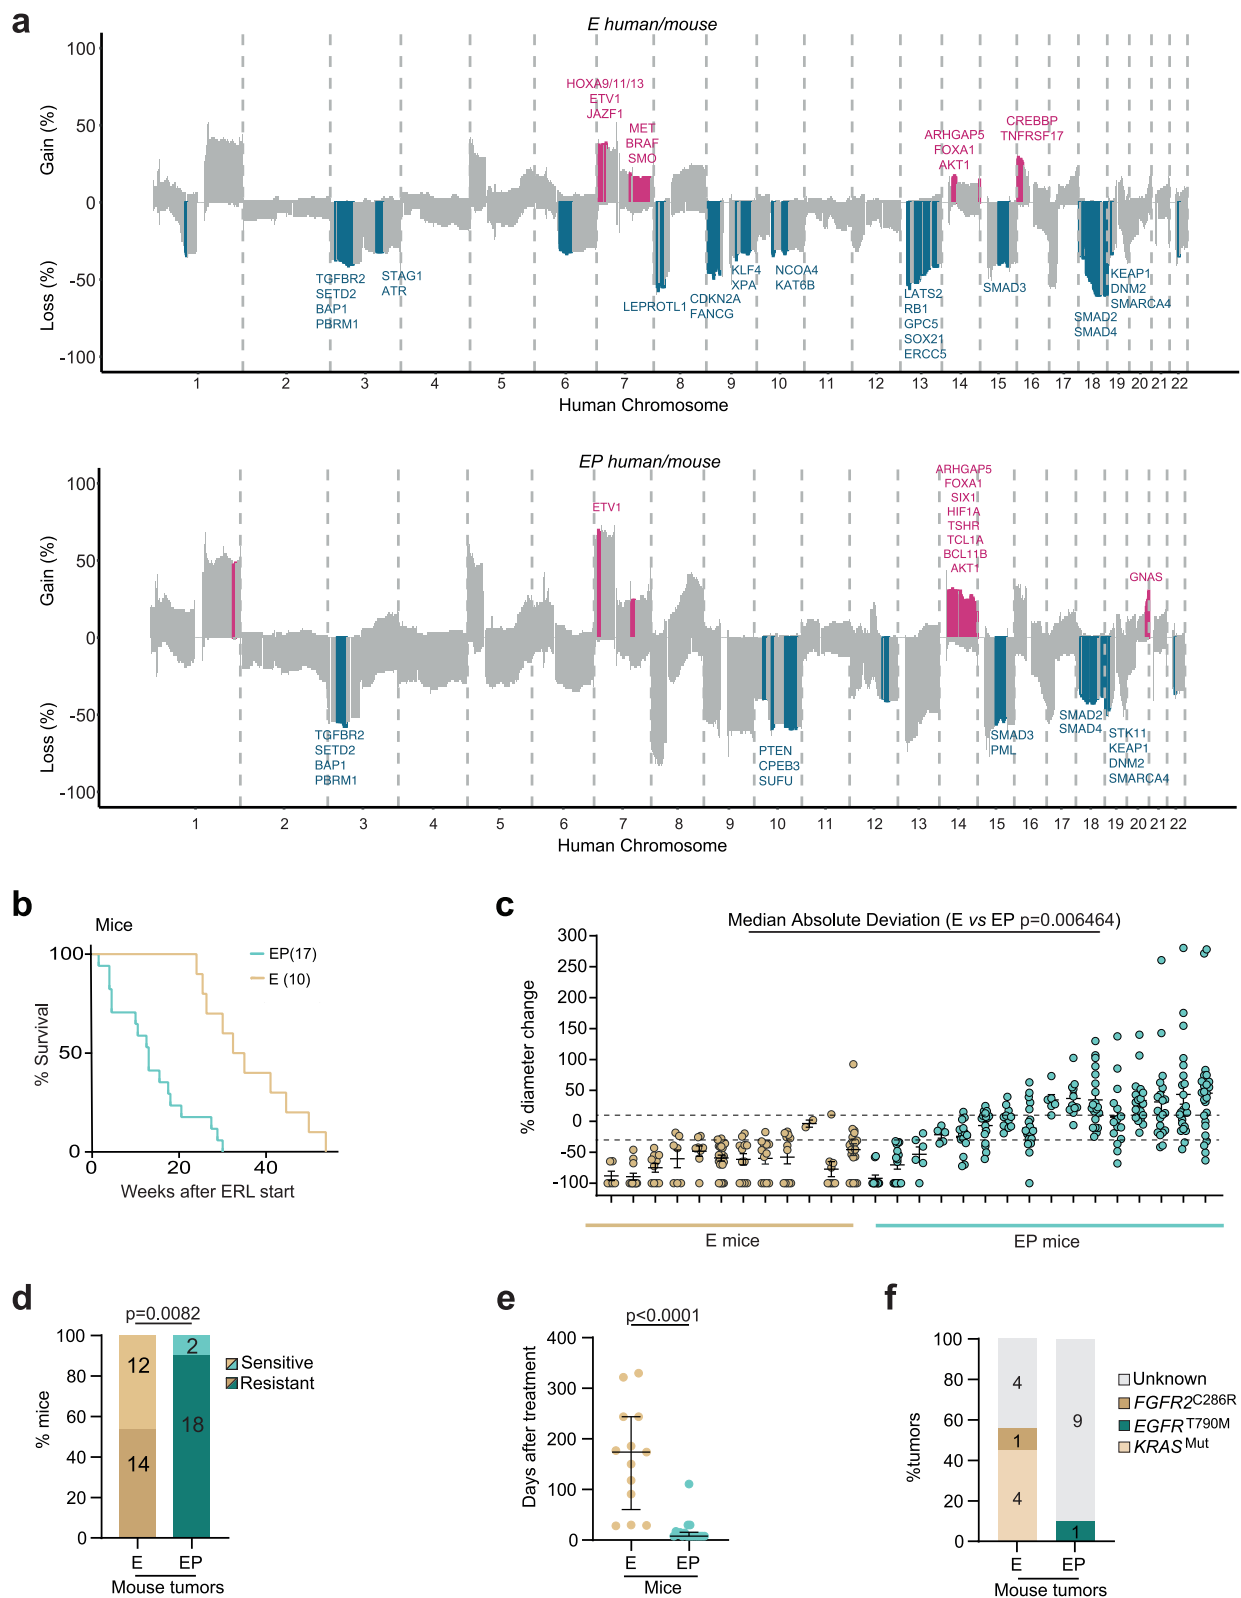 a
E human/mouse
100
50
0
-50
-100
Gain (%)
Loss (%)
HOXA9/11/13
ETV1
JAZF1
MET
BRAF
SMO
ARHGAP5
FOXA1
AKT1
CREBBP
TNFRSF17
TGFBR2
SETD2
BAP1
PBRM1
STAG1
ATR
LEPROTL1
CDKN2A
FANCG
KLF4
XPA
NCOA4
KAT6B
LATS2
RB1
GPC5
SOX21
ERCC5
SMAD3
SMAD2
SMAD4
KEAP1
DNM2
SMARCA4
1 2 3 4 5 6 7 8 9 10 11 12 13 14 15 16 17 18 19 20 21 22
Human Chromosome
EP human/mouse
100
50
0
-50
-100
Gain (%)
Loss (%)
ETV1
ARHGAP5
FOXA1
SIX1
HIF1A
TSHR
TCL1A
BCL11B
AKT1
GNAS
TGFBR2
SETD2
BAP1
PBRM1
PTEN
CPEB3
SUFU
SMAD3
PML
SMAD2
SMAD4
STK11
KEAP1
DNM2
SMARCA4
1 2 3 4 5 6 7 8 9 10 11 12 13 14 15 16 17 18 19 20 21 22
Human Chromosome
b
Mice
100
50
0
% Survival
EP(17)
E (10)
0 20 40
Weeks after ERL start
c
Median Absolute Deviation (E vs EP p=0.006464)
300
250
200
150
100
50
0
-50
-100
% diameter change
E mice
EP mice
d
p=0.0082
100
80
60
40
20
0
% mice
12
14
2
18
Sensitive
Resistant
E EP
Mouse tumors
e
p<0.0001
400
300
200
100
0
Days after treatment
E EP
Mice
f
100
80
60
40
20
0
%tumors
4
1
4
9
1
Unknown
FGFR2C286R
EGFRT790M
KRASMut
E EP
Mouse tumors